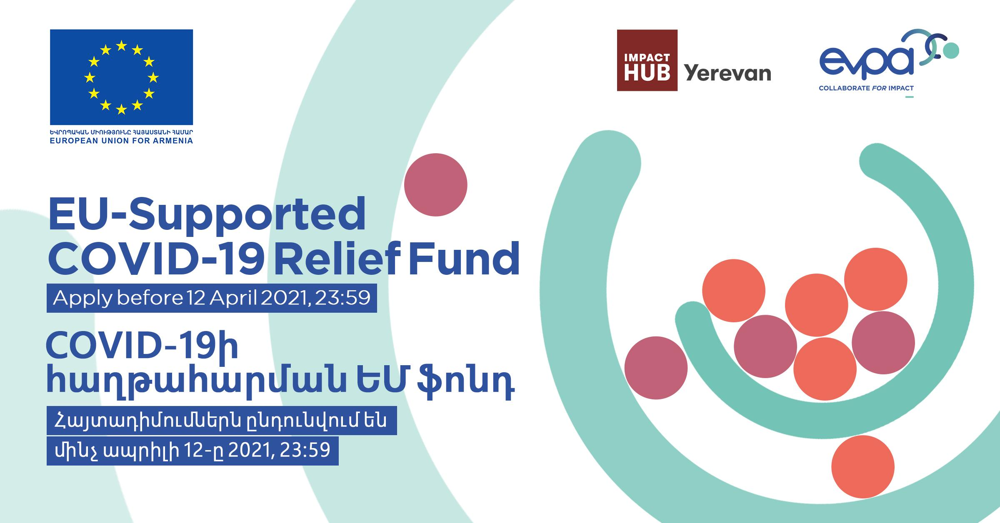 ԵՎՐՈՊԱԿԱՆ ՄԻՈՒԹՅՈՒՆԸ ՀԱՅԱՍՏԱՆԻ ՀԱՄԱՐ
EUROPEAN UNION FOR ARMENIA
IMPACT
HUB Yerevan
evpa
COLLABORATE FOR IMPACT
EU-Supported
COVID-19 Relief Fund
Apply before 12 April 2021, 23:59
COVID-19ի
հաղթահարման ԵՄ ֆոնդ
Հայտադիմումներն ընդունվում են
մինչ ապրիլի 12-ը 2021, 23:59